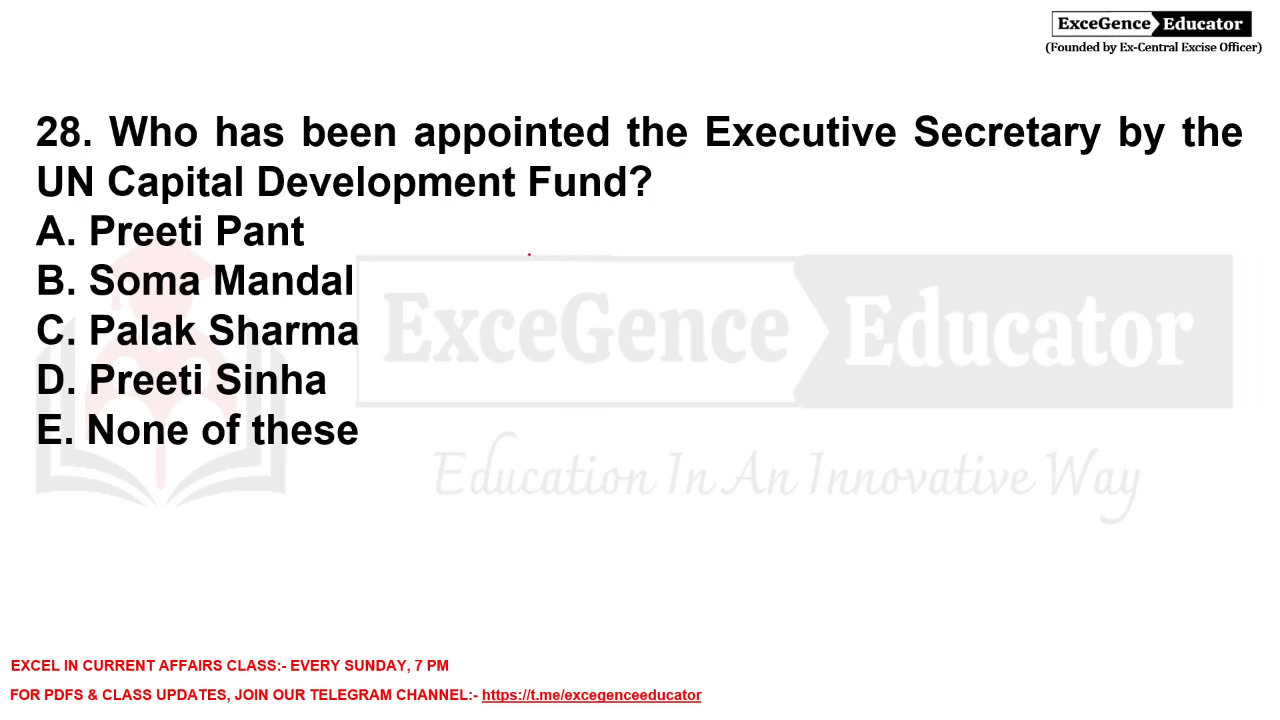 ExceGence Educator
(Founded by Ex-Central Excise Officer)
28. Who has been appointed the Executive Secretary by the
UN Capital Development Fund?
A. Preeti Pant
B. Soma Mandal
C. Palak Sharma
D. Preeti Sinha
E. None of these
ExceGence Educator
Education In An Innovative Way
EXCEL IN CURRENT AFFAIRS CLASS:- EVERY SUNDAY, 7 PM
FOR PDFS & CLASS UPDATES, JOIN OUR TELEGRAM CHANNEL:- https://t.me/excegenceeducator